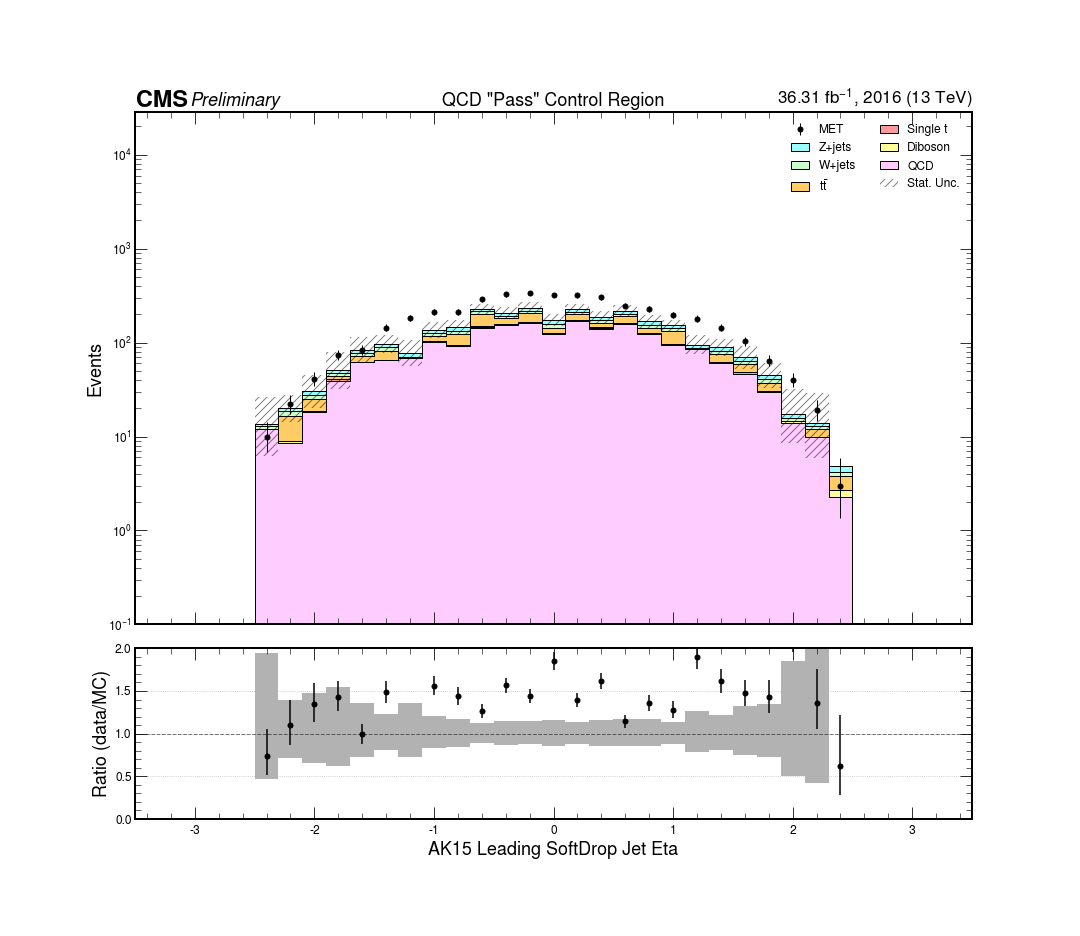 CMS Preliminary
QCD "Pass" Control Region
36.31 fb⁻¹, 2016 (13 TeV)
MET
Z+jets
W+jets
tt̄
Single t
Diboson
QCD
Stat. Unc.
Events
10⁴
10³
10²
10¹
10⁰
10⁻¹
Ratio (data/MC)
2.0
1.5
1.0
0.5
0.0
-3 -2 -1 0 1 2 3
AK15 Leading SoftDrop Jet Eta